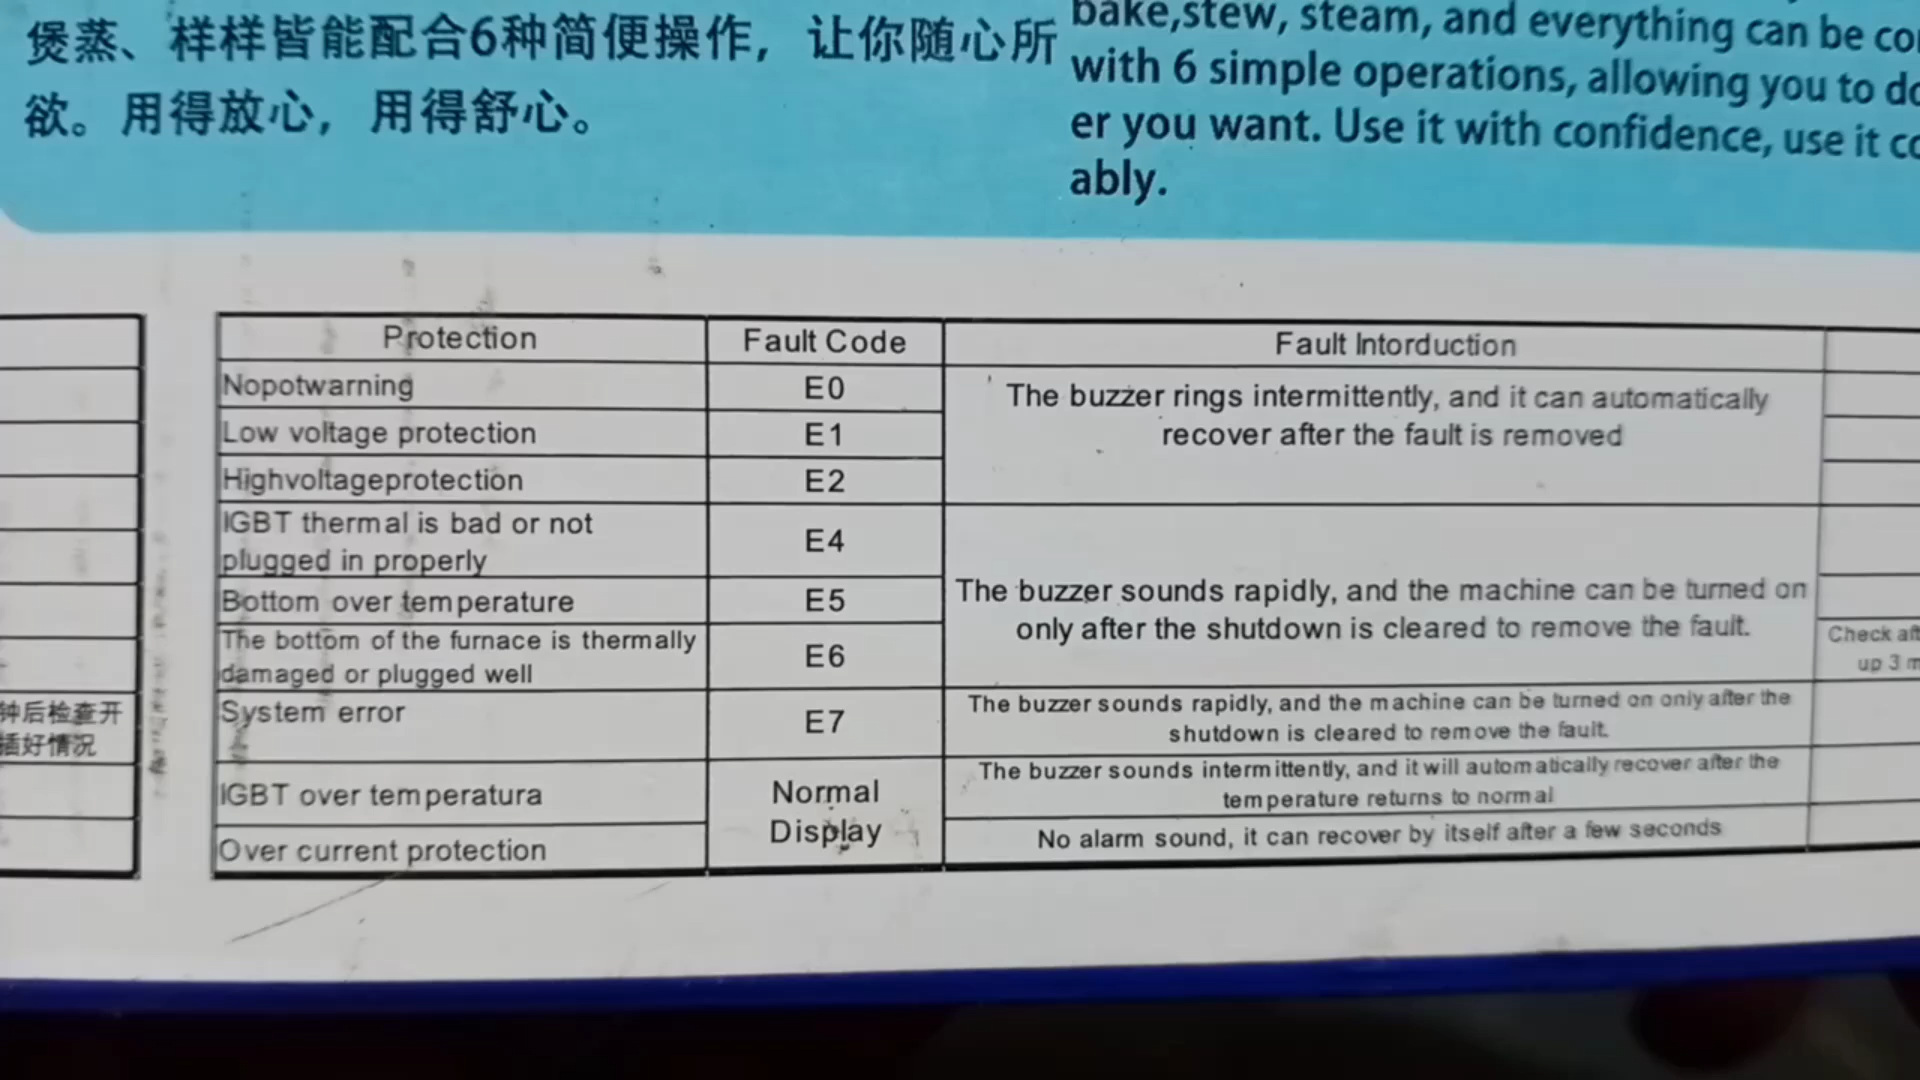 煲蒸、样样皆能配合6种简便操作，让你随心所
欲。用得放心，用得舒心。
bake,stew, steam, and everything can be
with 6 simple operations, allowing you to
er you want. Use it with confidence, use it
ably.
Protection
Fault Code
Fault Intorduction
Nopotwarning
E0
The buzzer rings intermittently, and it can automatically
recover after the fault is removed
Low voltage protection
E1
Highvoltageprotection
E2
IGBT thermal is bad or not
plugged in properly
E4
The buzzer sounds rapidly, and the machine can be turned on
only after the shutdown is cleared to remove the fault.
Bottom over temperature
E5
The bottom of the furnace is thermally
damaged or plugged well
E6
Check
up 3
System error
E7
The buzzer sounds rapidly, and the machine can be turned on only after the
shutdown is cleared to remove the fault.
IGBT over temperatura
Normal
Display
The buzzer sounds intermittently, and it will automatically recover after the
temperature returns to normal
Over current protection
No alarm sound, it can recover by itself after a few seconds
钟后检查开
插好情况